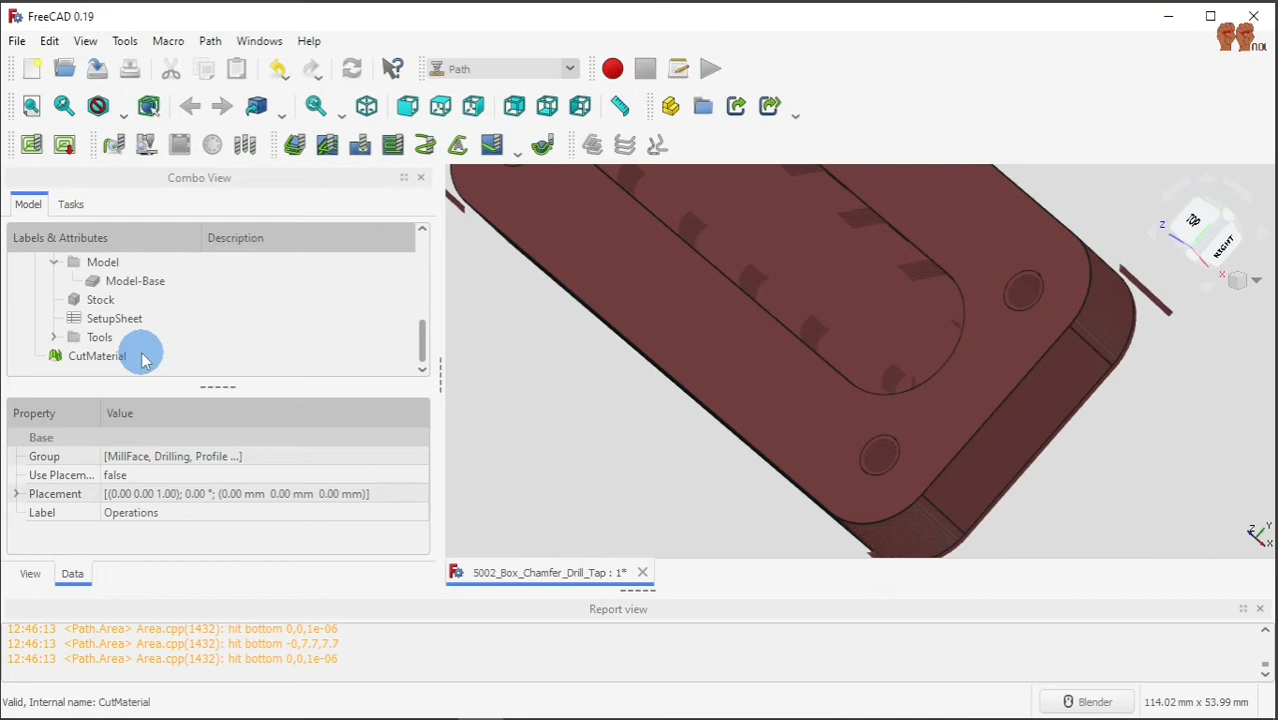 FreeCAD 0.19
File Edit View Tools Macro Path Windows Help
Path
nol
Combo View
Model Tasks
Labels & Attributes Description
Model
Model-Base
Stock
SetupSheet
Tools
CutMaterial
Property Value
Base
Group [MillFace, Drilling, Profile ...]
Use Placem... false
Placement [(0.00 0.00 1.00); 0.00 °; (0.00 mm 0.00 mm 0.00 mm)]
Label Operations
View Data
TOP
RIGHT
Z
X
Z Y
X
5002_Box_Chamfer_Drill_Tap : 1*
Report view
12:46:13 <Path.Area> Area.cpp(1432): hit bottom 0,0,1e-06
12:46:13 <Path.Area> Area.cpp(1432): hit bottom -0,7.7,7.7
12:46:13 <Path.Area> Area.cpp(1432): hit bottom 0,0,1e-06
Valid, Internal name: CutMaterial
Blender 114.02 mm x 53.99 mm